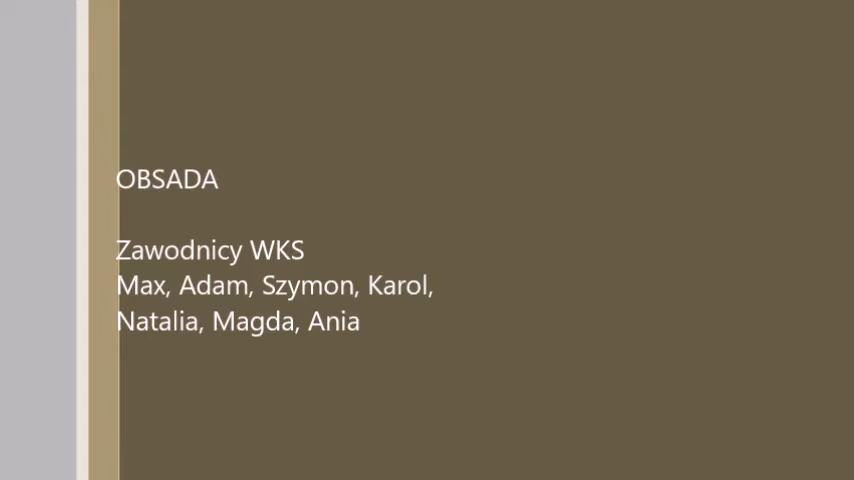 OBSADA
Zawodnicy WKS
Max, Adam, Szymon, Karol,
Natalia, Magda, Ania